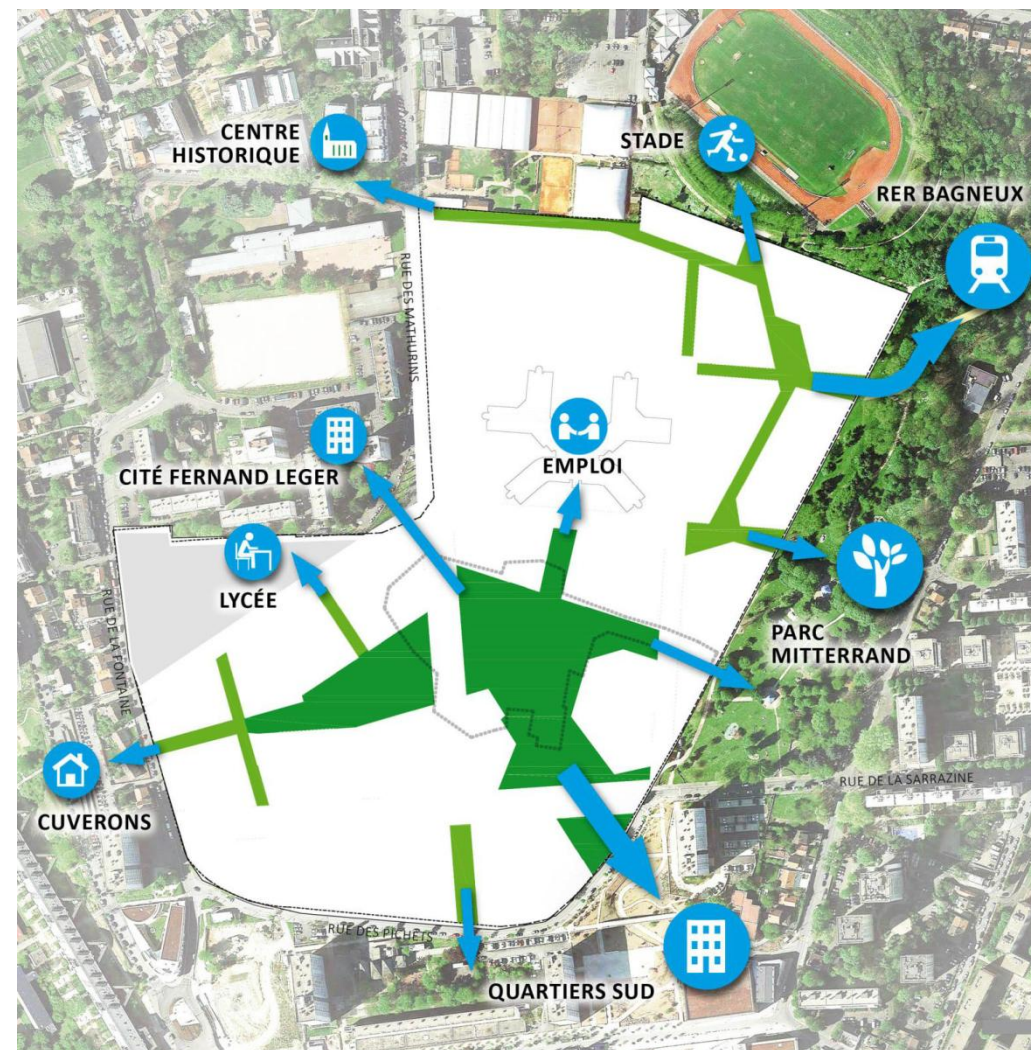 CENTRE
HISTORIQUE
STADE
RER BAGNEUX
RUE DES MATHURINS
EMPLOI
CITÉ FERNAND LEGER
LYCÉE
RUE DE LA FONTAINE
PARC
MITTERRAND
RUE DE LA SARRAZINE
CUVERONS
RUE DES PICHETS
QUARTIERS SUD